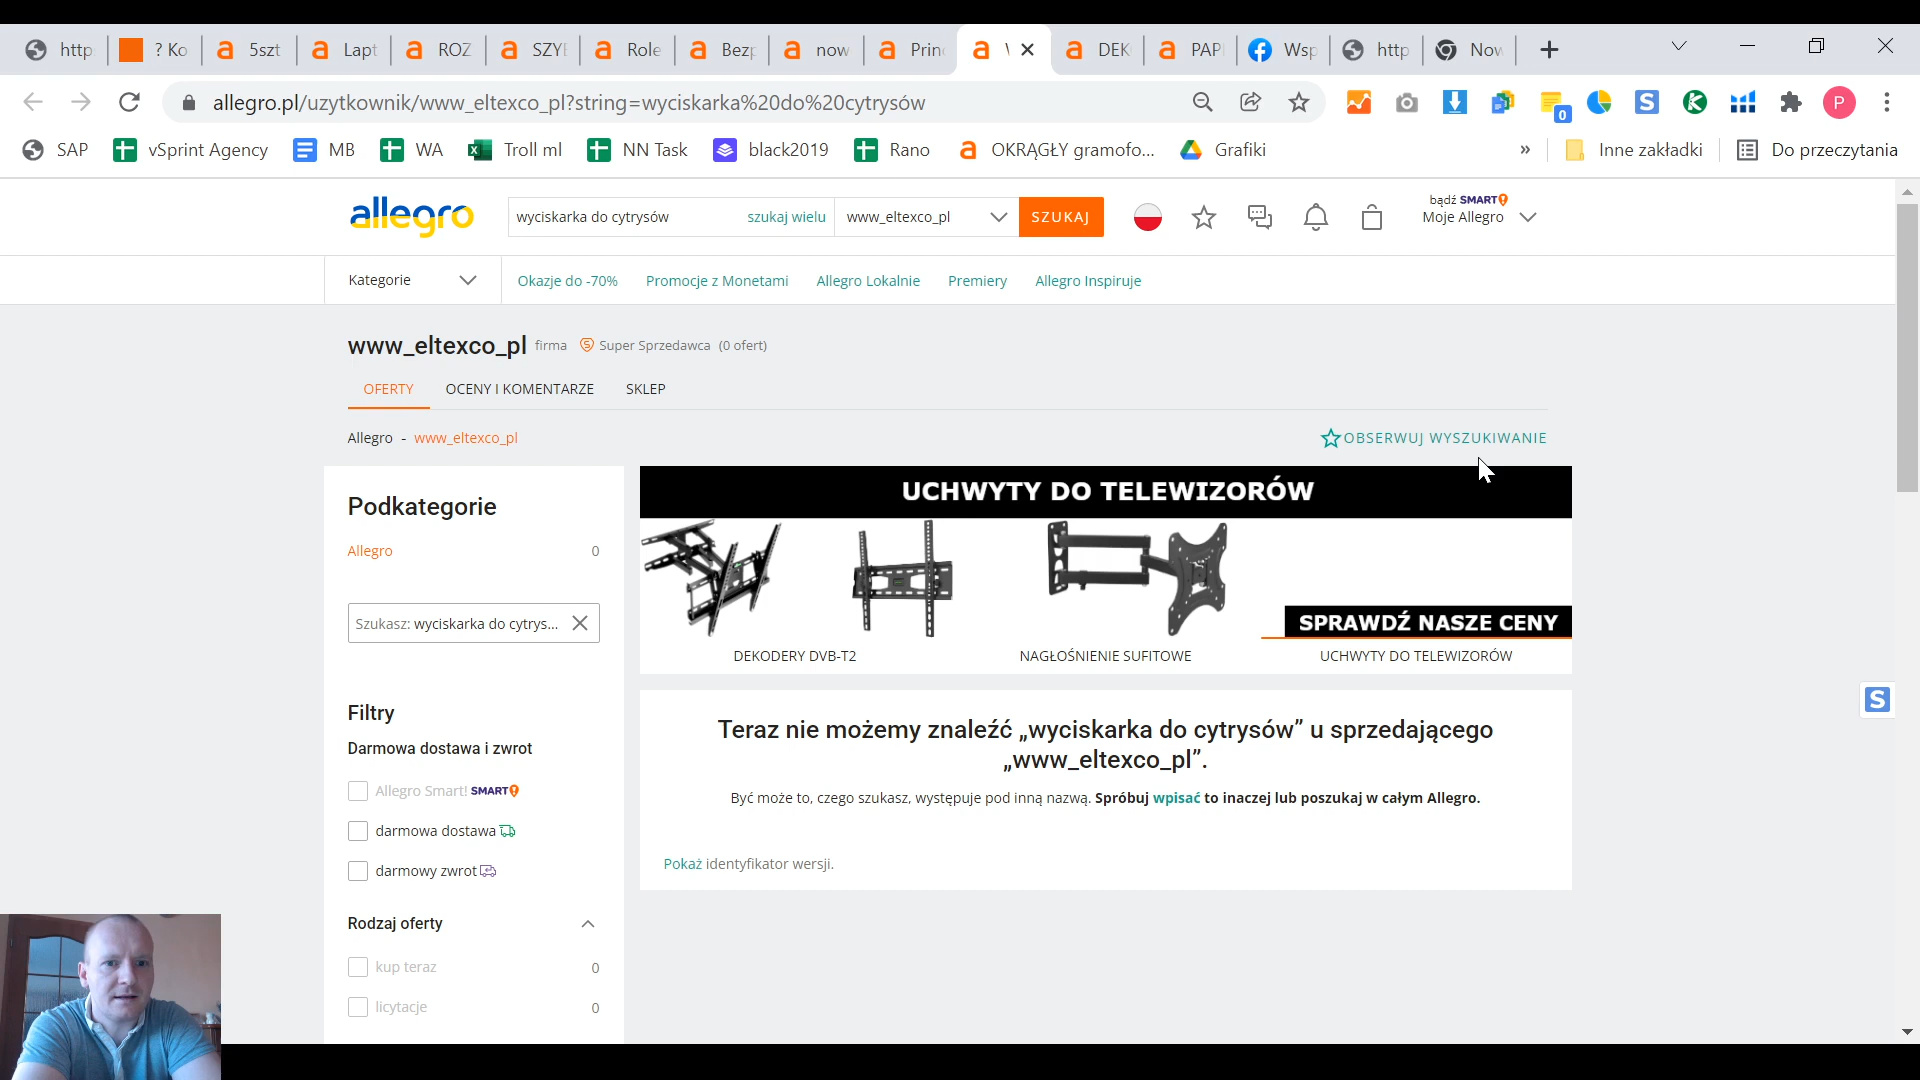 http
? Ko
5szt
Lapt
ROZ
SZYB
Role
Bezp
now
Princ
DEK
PAPI
Wsp
http
Now
allegro.pl/uzytkownik/www_eltexco_pl?string=wyciskarka%20do%20cytrysów
0
P
SAP
vSprint Agency
MB
WA
Troll ml
NN Task
black2019
Rano
OKRĄGŁY gramofo...
Grafiki
»
Inne zakładki
Do przeczytania
allegro
wyciskarka do cytrysów
szukaj wielu
www_eltexco_pl
SZUKAJ
bądź SMART!
Moje Allegro
Kategorie
Okazje do -70%
Promocje z Monetami
Allegro Lokalnie
Premiery
Allegro Inspiruje
www_eltexco_pl firma Super Sprzedawca (0 ofert)
OFERTY
OCENY I KOMENTARZE
SKLEP
Allegro - www_eltexco_pl
OBSERWUJ WYSZUKIWANIE
Podkategorie
Allegro 0
Szukasz: wyciskarka do cytrys...
Filtry
Darmowa dostawa i zwrot
Allegro Smart! SMART!
darmowa dostawa
darmowy zwrot
Rodzaj oferty
kup teraz 0
licytacje 0
UCHWYTY DO TELEWIZORÓW
SPRAWDŹ NASZE CENY
DEKODERY DVB-T2
NAGŁOŚNIENIE SUFITOWE
UCHWYTY DO TELEWIZORÓW
Teraz nie możemy znaleźć „wyciskarka do cytrysów” u sprzedającego
„www_eltexco_pl”.
Być może to, czego szukasz, występuje pod inną nazwą. Spróbuj wpisać to inaczej lub poszukaj w całym Allegro.
Pokaż identyfikator wersji.
S